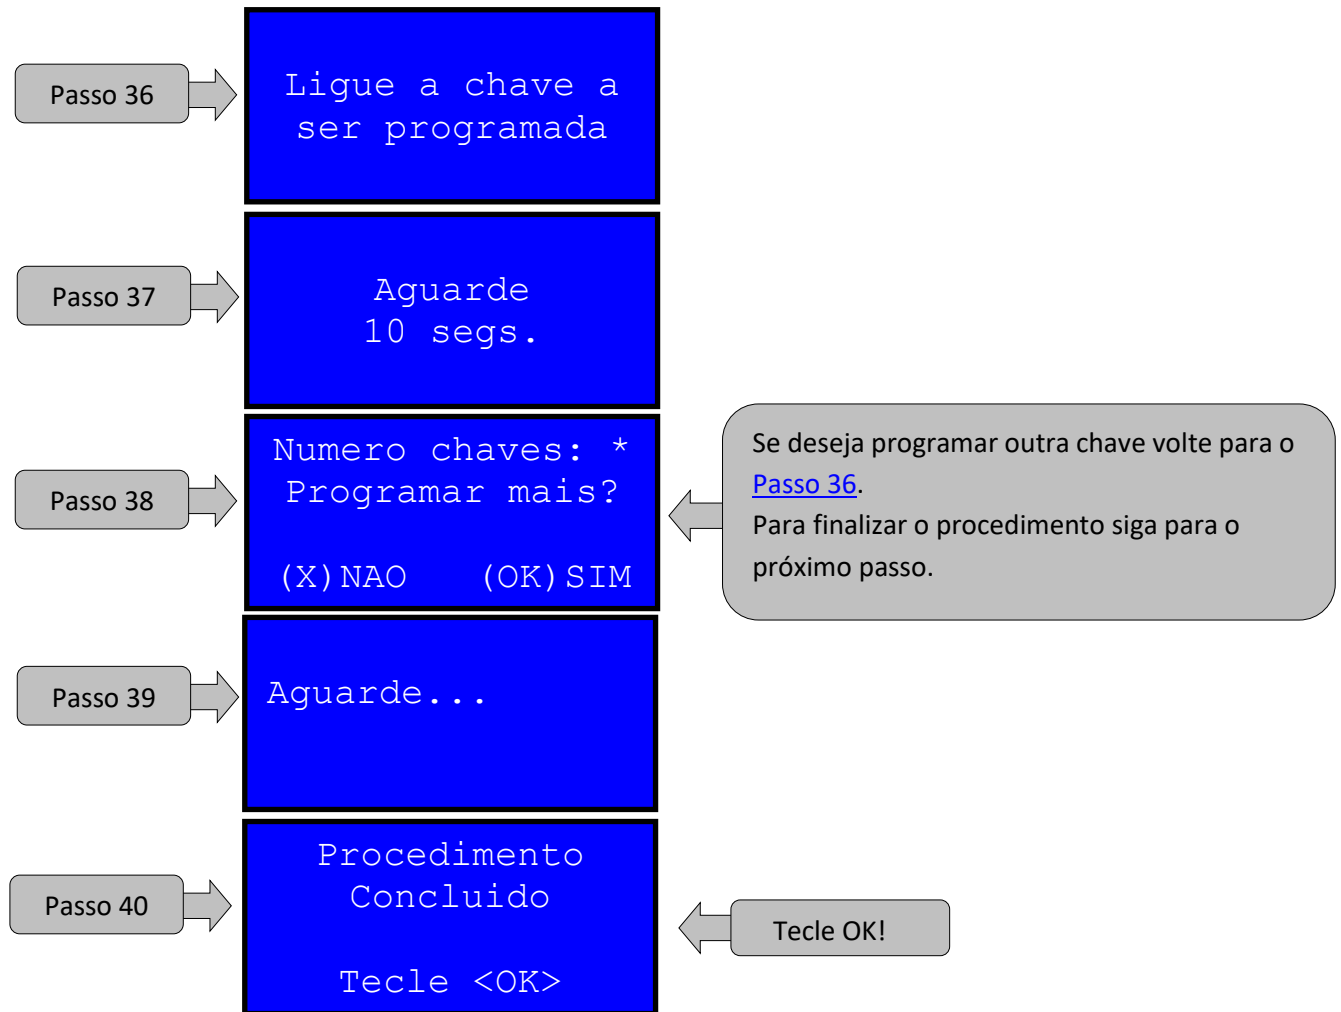 Passo 36
Ligue a chave a
ser programada
Passo 37
Aguarde
10 segs.
Passo 38
Numero chaves: *
Programar mais?
(X)NAO (OK)SIM
Se deseja programar outra chave volte para o
Passo 36.
Para finalizar o procedimento siga para o
próximo passo.
Passo 39
Aguarde...
Passo 40
Procedimento
Concluido
Tecle <OK>
Tecle OK!